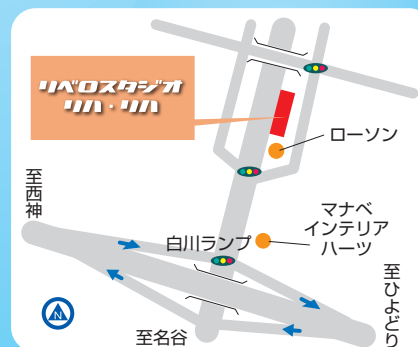 リベロスタジオ
リハ・リハ
ローソン
至西神
マナベ
インテリア
ハーツ
白川ランプ
至ひよどり
至名谷
N